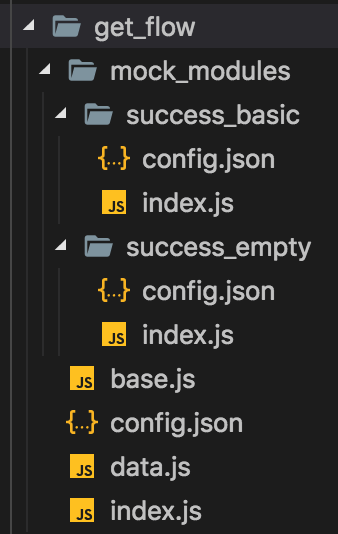 get_flow
mock_modules
success_basic
{...} config.json
JS index.js
success_empty
{...} config.json
JS index.js
JS base.js
{...} config.json
JS data.js
JS index.js